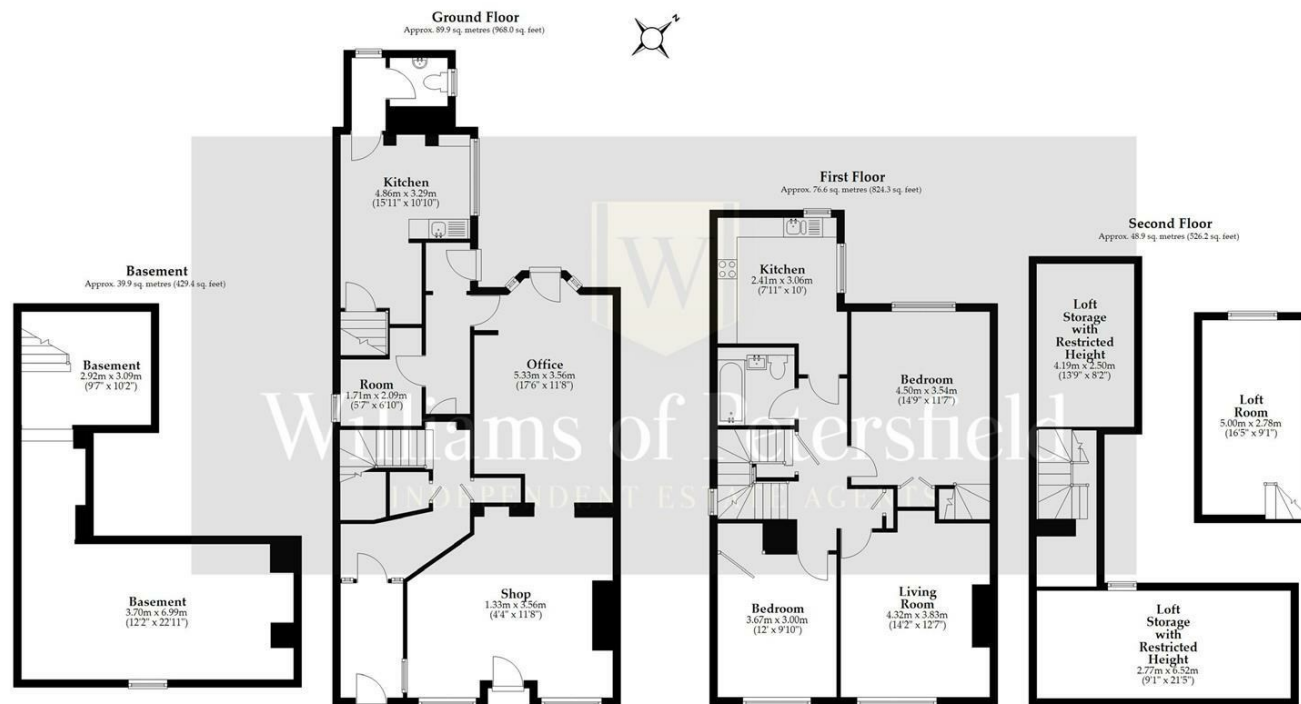 Ground Floor
Approx. 89.9 sq. metres (968.0 sq. feet)
N
Kitchen
4.86m x 3.29m
(15'11" x 10'10")
Room
1.71m x 2.09m
(5'7" x 6'10")
Office
5.33m x 3.56m
(17'6" x 11'8")
Shop
1.33m x 3.56m
(4'4" x 11'8")
Basement
Approx. 39.9 sq. metres (429.4 sq. feet)
Basement
2.92m x 3.09m
(9'7" x 10'2")
Basement
3.70m x 6.99m
(12'2" x 22'11")
First Floor
Approx. 76.6 sq. metres (824.3 sq. feet)
Kitchen
2.41m x 3.06m
(7'11" x 10')
Bedroom
4.50m x 3.54m
(14'9" x 11'7")
Bedroom
3.67m x 3.00m
(12' x 9'10")
Living
Room
4.32m x 3.83m
(14'2" x 12'7")
Second Floor
Approx. 48.9 sq. metres (526.2 sq. feet)
Loft
Storage
with
Restricted
Height
4.19m x 2.50m
(13'9" x 8'2")
Loft
Room
5.00m x 2.78m
(16'5" x 9'1")
Loft
Storage
with
Restricted
Height
2.77m x 6.52m
(9'1" x 21'5")
W
Williams of Petersfield
INDEPENDENT ESTATE AGENTS